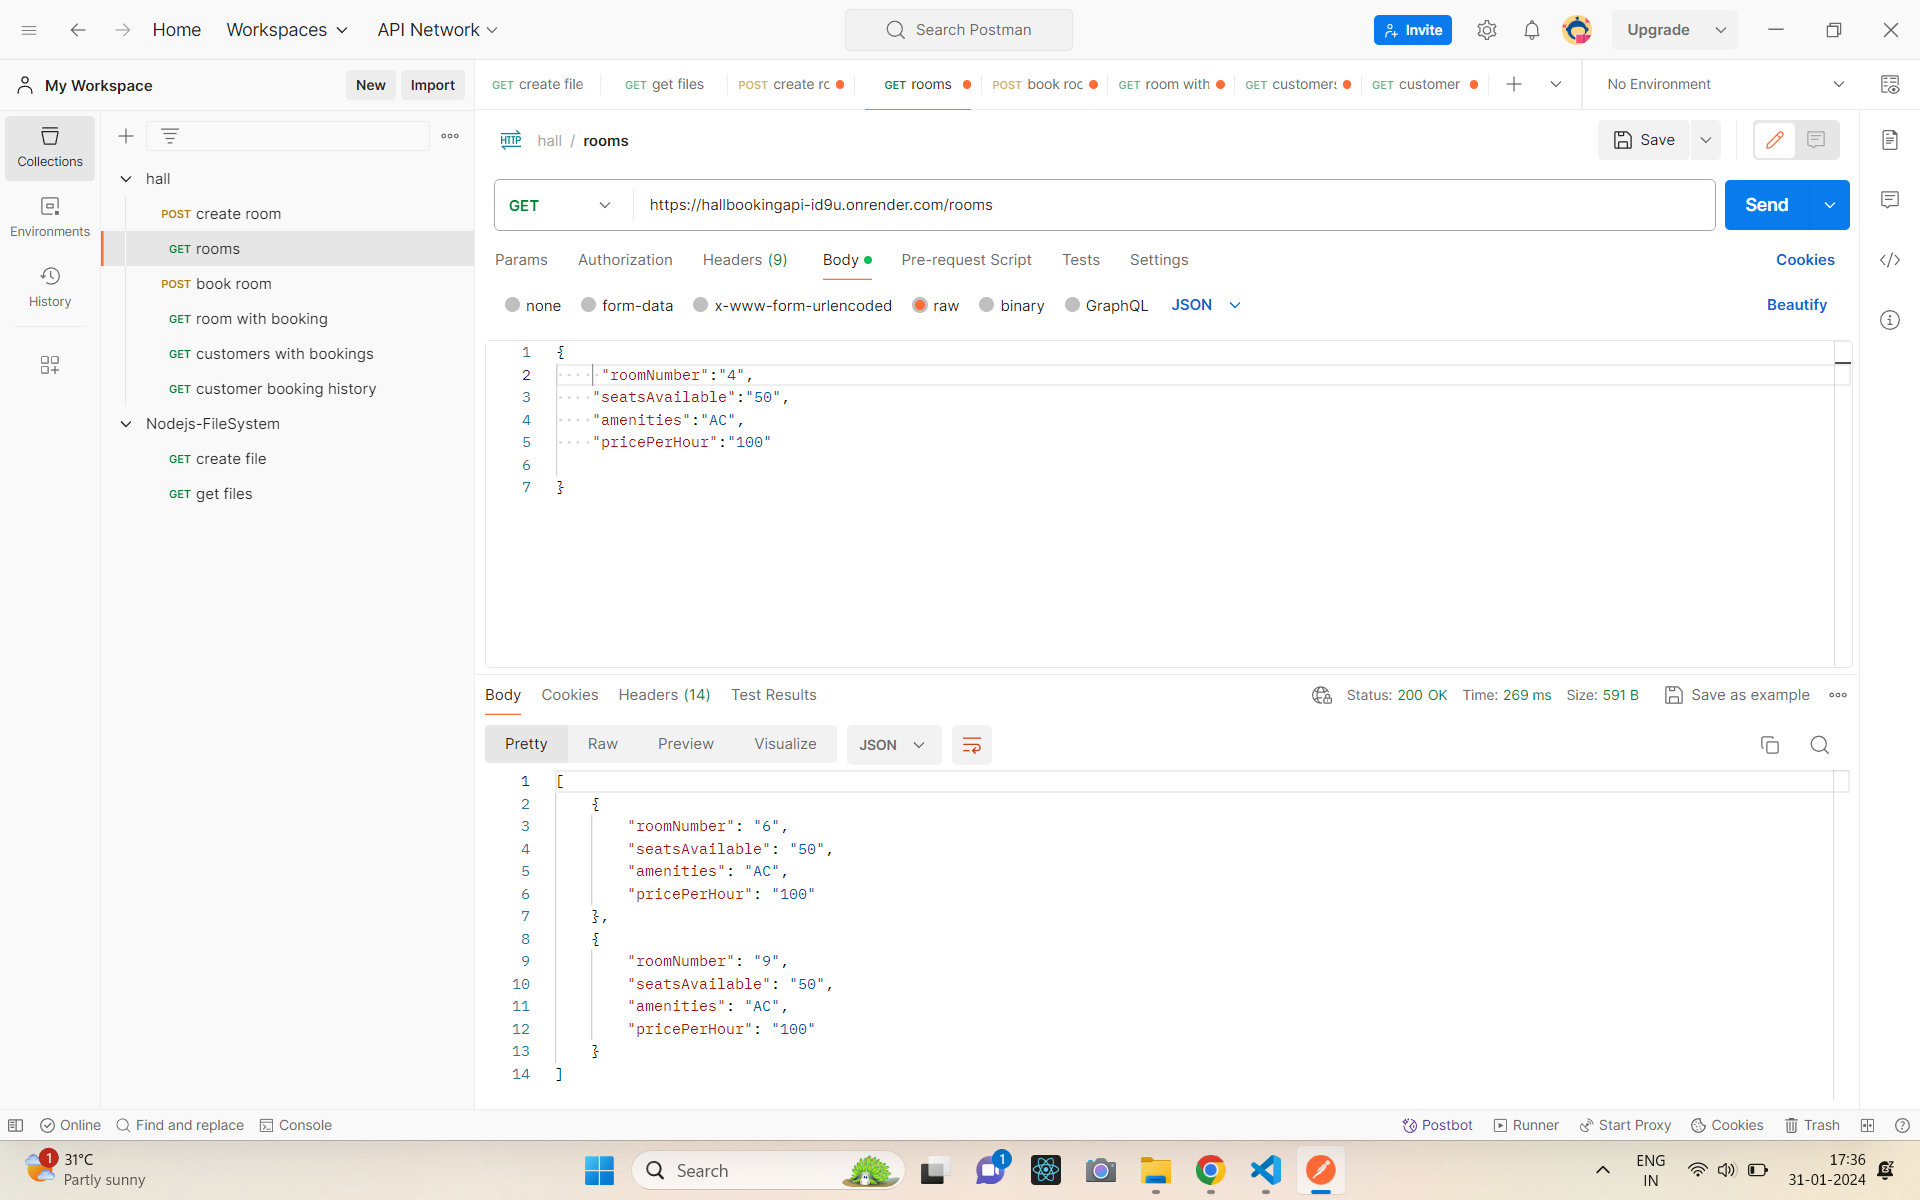 Home Workspaces API Network Search Postman Invite Upgrade
My Workspace New Import GET create file GET get files POST create rc GET rooms POST book roc GET room with GET customers GET customer No Environment
Collections
Environments
History
hall
POST create room
GET rooms
POST book room
GET room with booking
GET customers with bookings
GET customer booking history
Nodejs-FileSystem
GET create file
GET get files
HTTP hall / rooms Save
GET https://hallbookingapi-id9u.onrender.com/rooms Send
Params Authorization Headers (9) Body Pre-request Script Tests Settings Cookies
none form-data x-www-form-urlencoded raw binary GraphQL JSON Beautify
1 {
2 "roomNumber":"4",
3 "seatsAvailable":"50",
4 "amenities":"AC",
5 "pricePerHour":"100"
6
7 }
Body Cookies Headers (14) Test Results Status: 200 OK Time: 269 ms Size: 591 B Save as example
Pretty Raw Preview Visualize JSON
1 [
2 {
3 "roomNumber": "6",
4 "seatsAvailable": "50",
5 "amenities": "AC",
6 "pricePerHour": "100"
7 },
8 {
9 "roomNumber": "9",
10 "seatsAvailable": "50",
11 "amenities": "AC",
12 "pricePerHour": "100"
13 }
14 ]
Online Find and replace Console Postbot Runner Start Proxy Cookies Trash
1 31°C
Partly sunny
Search
1
ENG
IN
17:36
31-01-2024